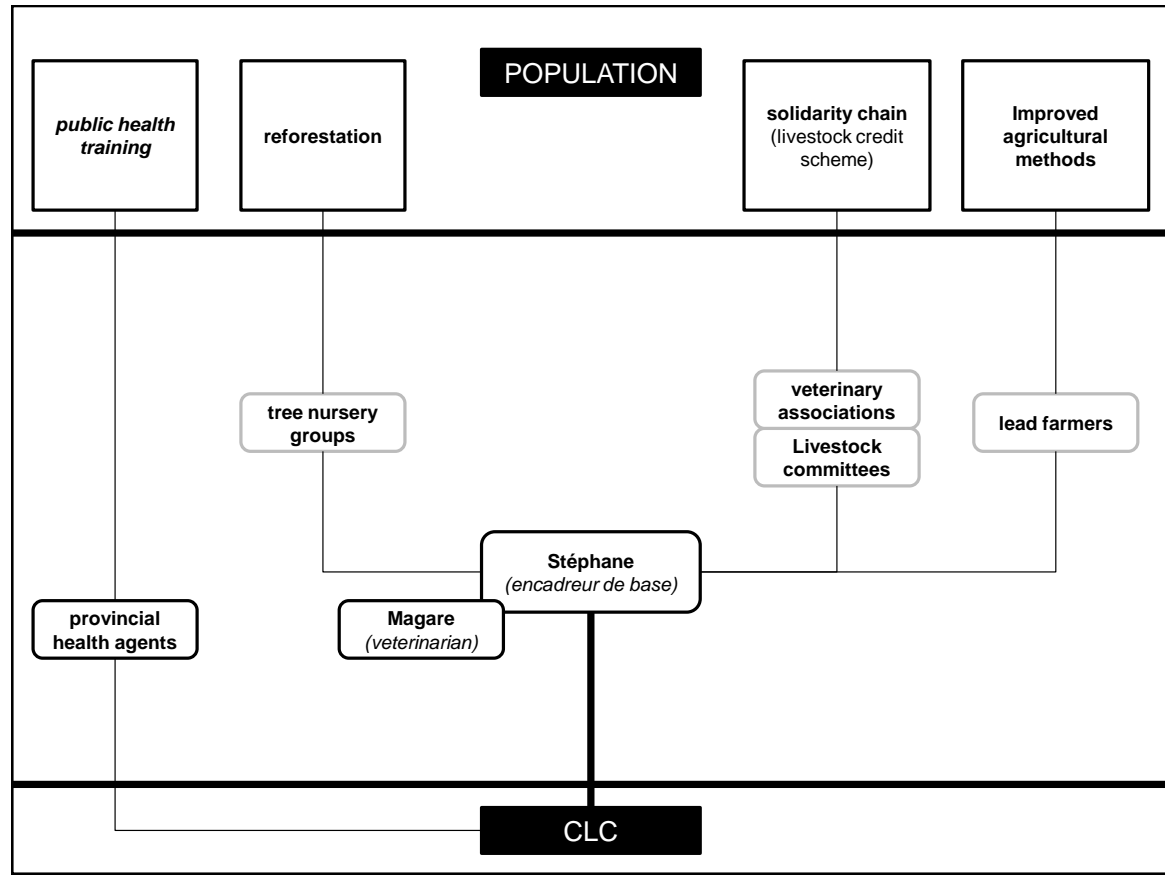 POPULATION
public health
training
reforestation
solidarity chain
(livestock credit
scheme)
Improved
agricultural
methods
tree nursery
groups
veterinary
associations
Livestock
committees
lead farmers
Stéphane
(encadreur de base)
Magare
(veterinarian)
provincial
health agents
CLC